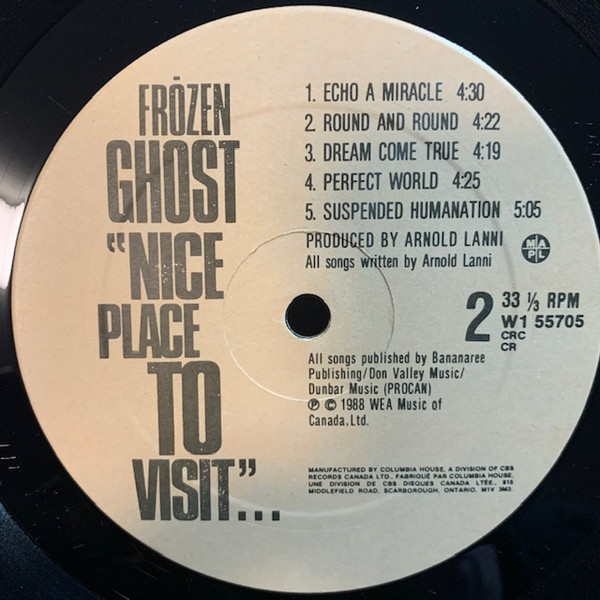 FRŌZEN
GHOST
"NICE
PLACE
TO
VISIT"...
1. ECHO A MIRACLE 4:30
2. ROUND AND ROUND 4:22
3. DREAM COME TRUE 4:19
4. PERFECT WORLD 4:25
5. SUSPENDED HUMANATION 5:05
PRODUCED BY ARNOLD LANNI
All songs written by Arnold Lanni
M A
P L
2
33 ⅓ RPM
W1 55705
CRC
CR
All songs published by Bananaree
Publishing/Don Valley Music/
Dunbar Music (PROCAN)
℗ © 1988 WEA Music of
Canada, Ltd.
MANUFACTURED BY COLUMBIA HOUSE, A DIVISION OF CBS
RECORDS CANADA LTD., FABRIQUÉ PAR COLUMBIA HOUSE,
UNE DIVISION DE CBS DISQUES CANADA LTÉE., 815
MIDDLEFIELD ROAD, SCARBOROUGH, ONTARIO. M1V 3M3.